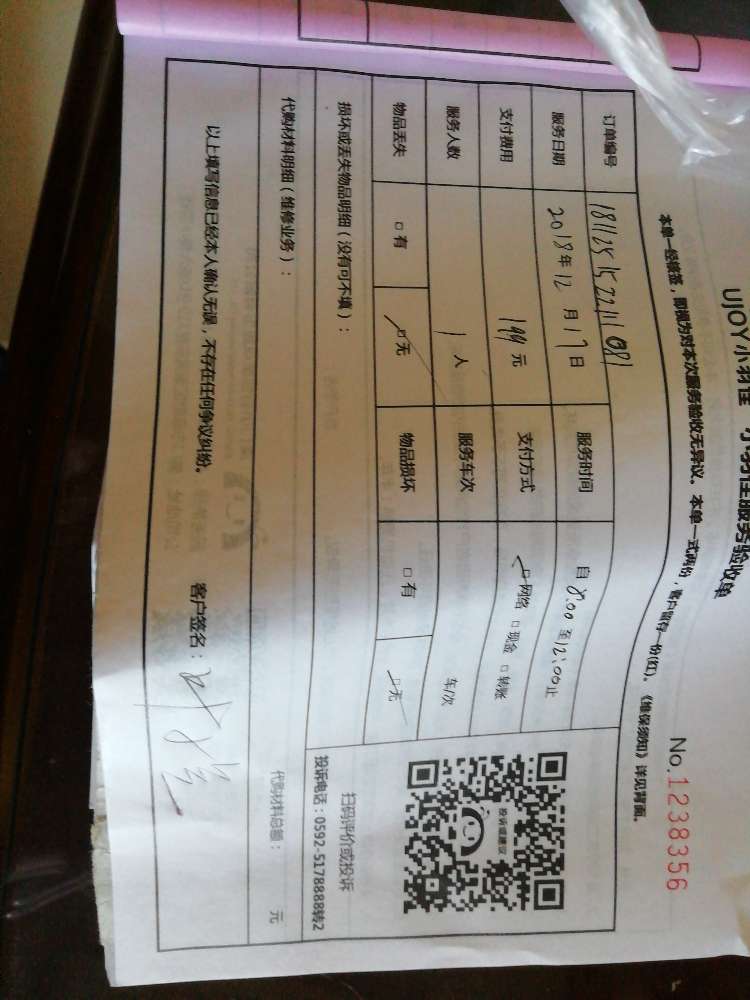 UJOY小羽佳 小羽佳服务验收单
No.1238356
本单一经接签，即视为对本次服务验收无异议。本单一式两份，客户留存一份(红)。《维保须知》详见背面。
订单编号 181125152221111081
服务日期 2018年12月17日 服务时间 自8:00至12:00止
支付费用 199元 支付方式 □网络 □现金 □转账
服务人数 1人 服务车次 车/次
物品丢失 □有 □无 物品损坏 □有 □无
损坏或丢失物品明细（没有可不填）：
代购材料明细（维修业务）：
代购材料总额： 元
以上填写信息已经本人确认无误，不存在任何争议纠纷。 客户签名：
投诉或建议
扫码评价或投诉
投诉电话：0592-5178888转2